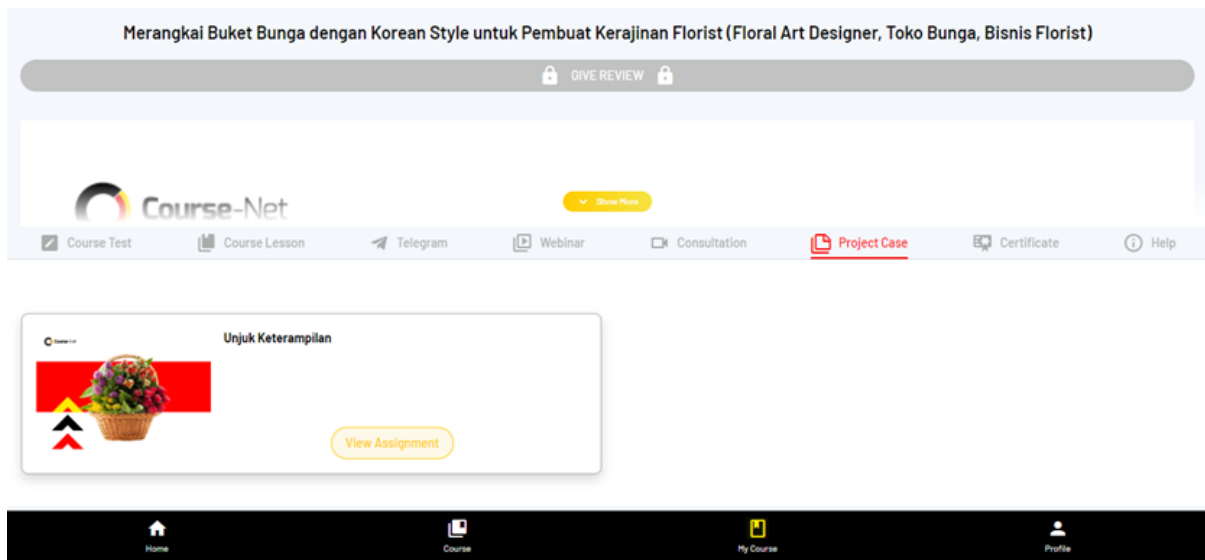 Merangkai Buket Bunga dengan Korean Style untuk Pembuat Kerajinan Florist (Floral Art Designer, Toko Bunga, Bisnis Florist)
GIVE REVIEW
Course-Net
Show More
Course Test Course Lesson Telegram Webinar Consultation Project Case Certificate Help
Unjuk Keterampilan
View Assignment
Home Course My Course Profile